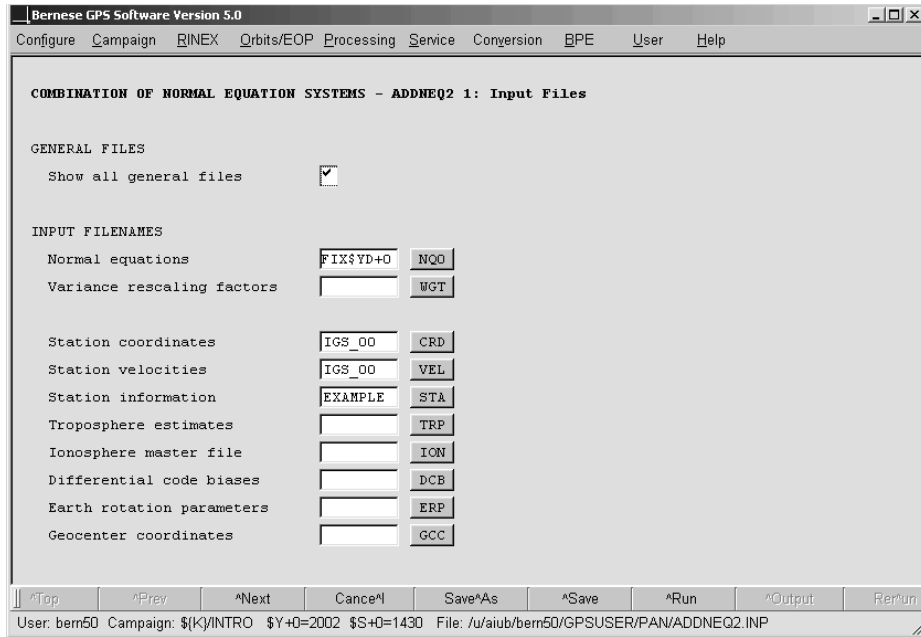 Bernese GPS Software Version 5.0
Configure Campaign RINEX Orbits/EOP Processing Service Conversion BPE User Help
COMBINATION OF NORMAL EQUATION SYSTEMS - ADDNEQ2 1: Input Files
GENERAL FILES
Show all general files
INPUT FILENAMES
Normal equations FIX$YD+0 NQ0
Variance rescaling factors WGT
Station coordinates IGS_00 CRD
Station velocities IGS_00 VEL
Station information EXAMPLE STA
Troposphere estimates TRP
Ionosphere master file ION
Differential code biases DCB
Earth rotation parameters ERP
Geocenter coordinates GCC
^Top ^Prev ^Next Cance^l Save^As ^Save ^Run ^Output Rer^un
User: bern50 Campaign: ${K}/INTRO $Y+0=2002 $S+0=1430 File: /u/aiub/bern50/GPSUSER/PAN/ADDNEQ2.INP